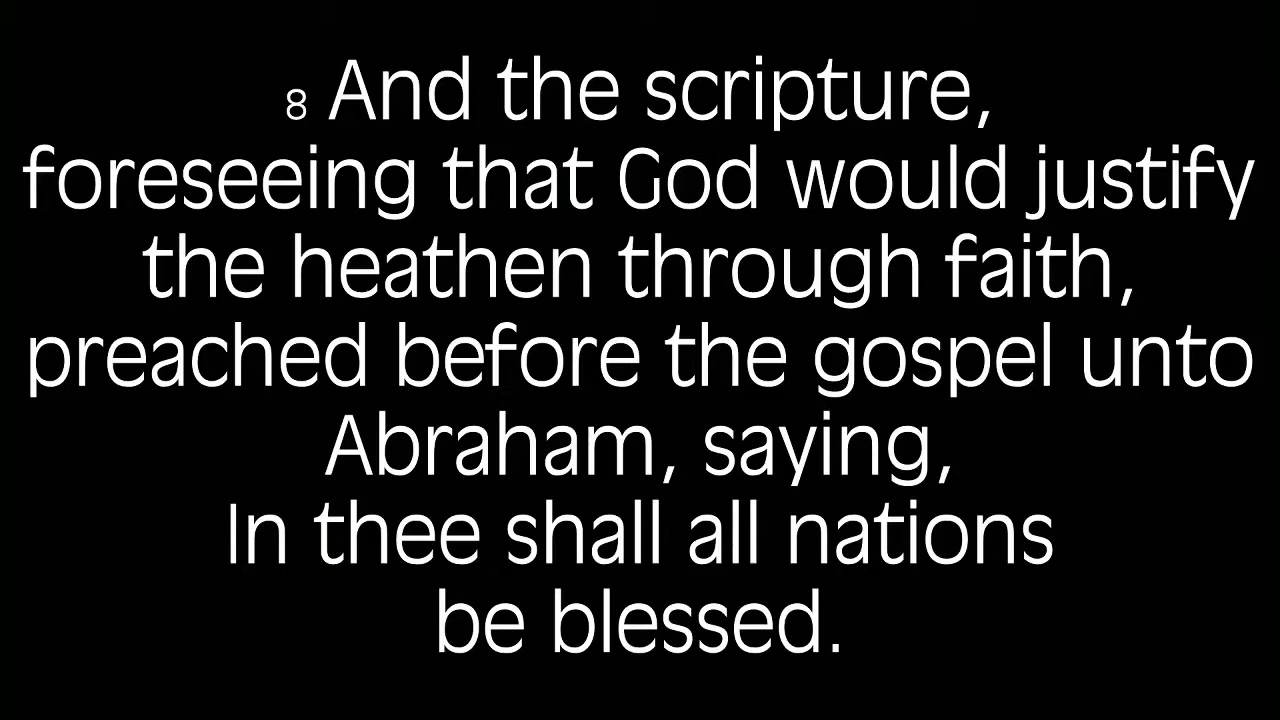 8 And the scripture,
foreseeing that God would justify
the heathen through faith,
preached before the gospel unto
Abraham, saying,
In thee shall all nations
be blessed.